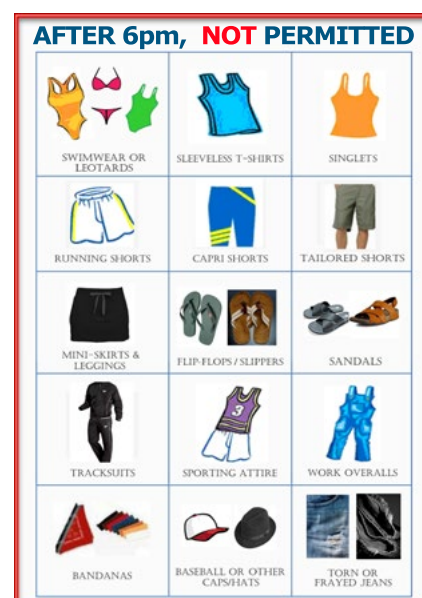 AFTER 6pm, NOT PERMITTED
SWIMWEAR OR
LEOTARDS
SLEEVELESS T-SHIRTS
SINGLETS
RUNNING SHORTS
CAPRI SHORTS
TAILORED SHORTS
MINI-SKIRTS &
LEGGINGS
FLIP-FLOPS / SLIPPERS
SANDALS
TRACKSUITS
3
SPORTING ATTIRE
WORK OVERALLS
BANDANAS
BASEBALL OR OTHER
CAPS/HATS
TORN OR
FRAYED JEANS